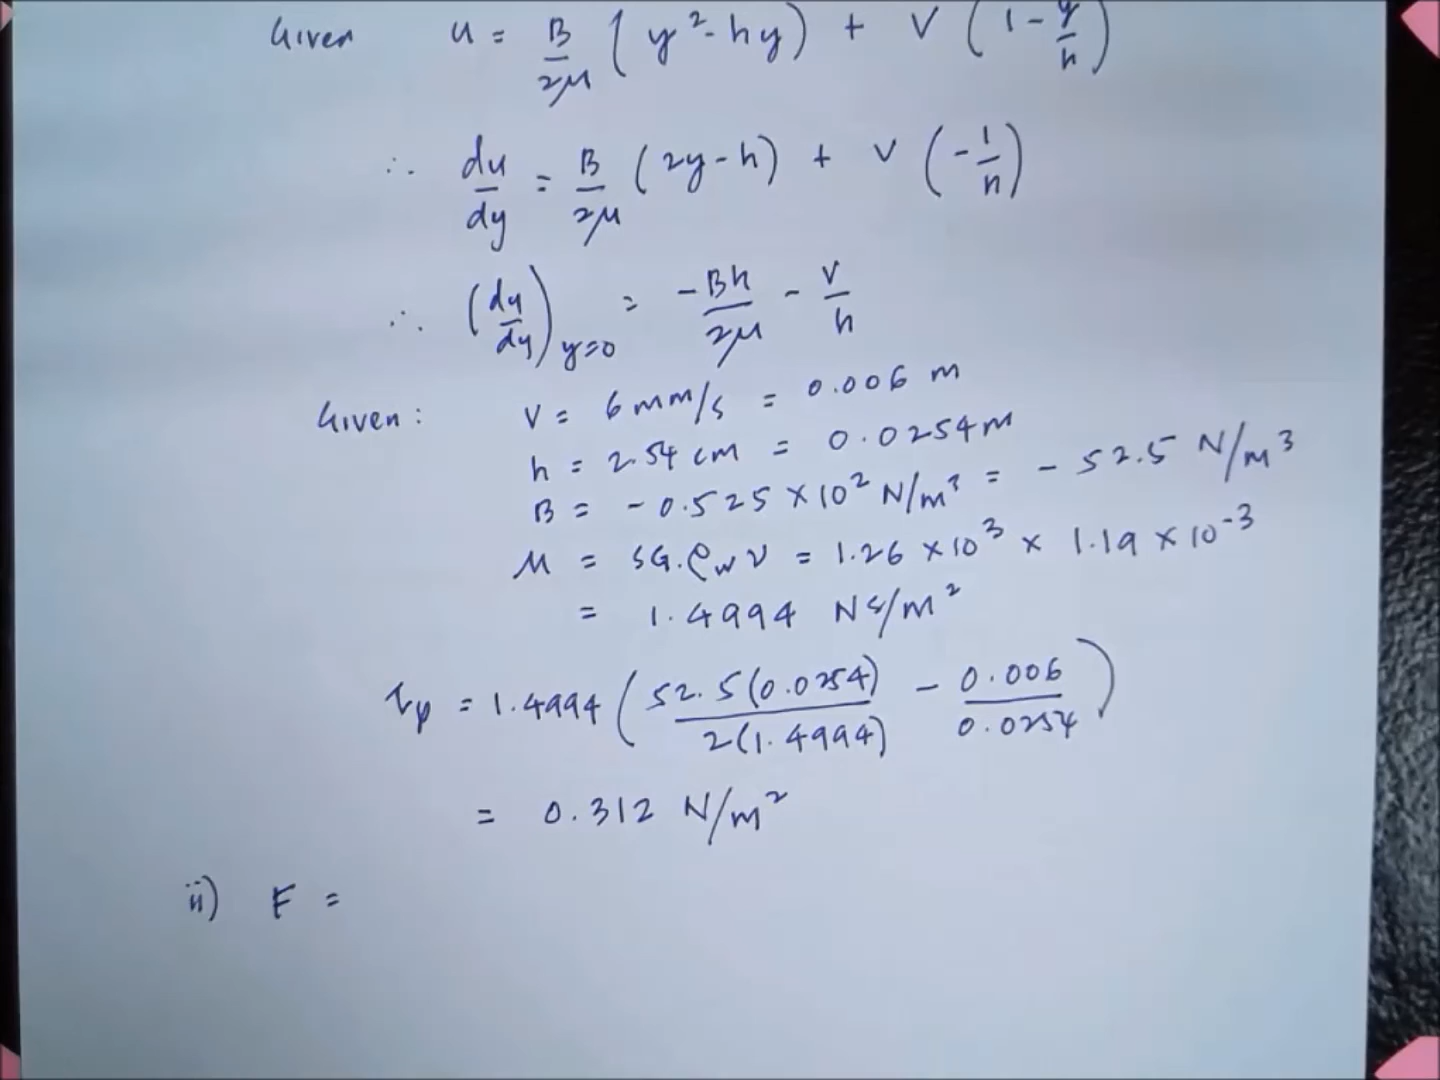 Given u = B/2μ (y² - hy) + V (1 - y/h)
∴ du/dy = B/2μ (2y - h) + V (-1/h)
∴ (du/dy)y=0 = -Bh/2μ - V/h
Given: V = 6 mm/s = 0.006 m
h = 2.54 cm = 0.0254 m
B = - 0.525 × 10² N/m³ = - 52.5 N/m³
μ = SG.ρw ν = 1.26 × 10³ × 1.19 × 10⁻³
= 1.4994 Ns/m²
τp = 1.4994 (52.5(0.0254)/2(1.4994) - 0.006/0.0254)
= 0.312 N/m²
ii) F =